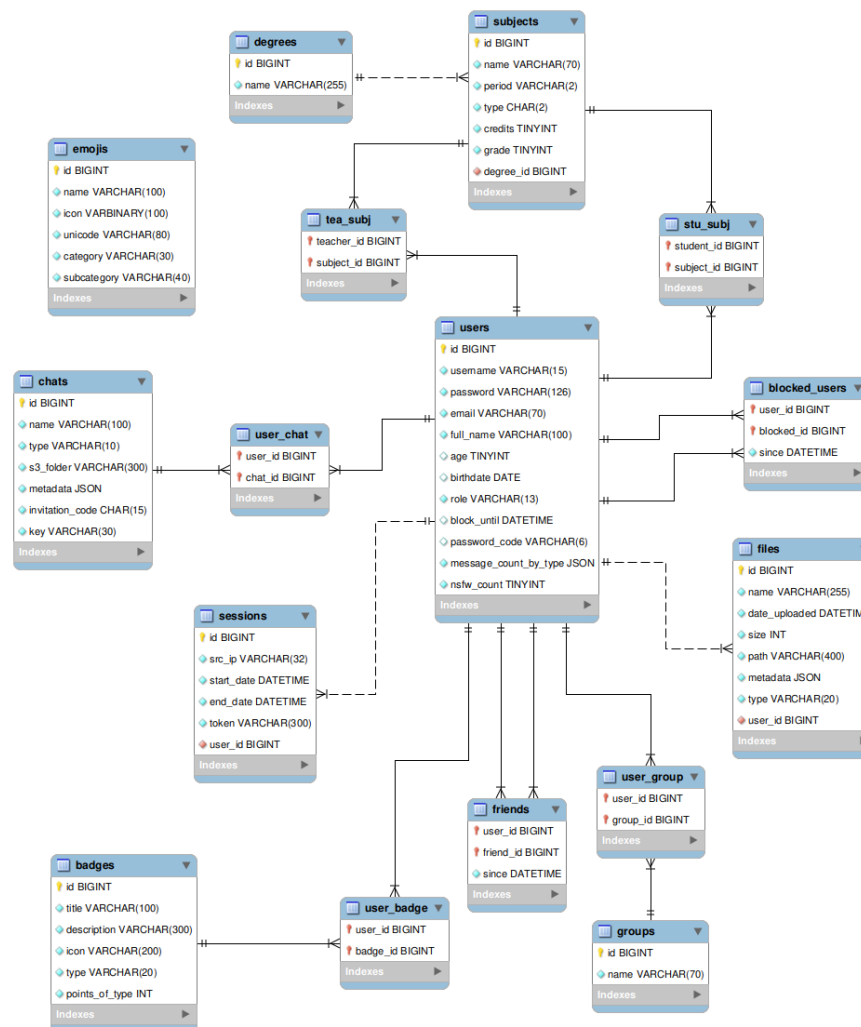 degrees
id BIGINT
name VARCHAR(255)
Indexes
subjects
id BIGINT
name VARCHAR(70)
period VARCHAR(2)
type CHAR(2)
credits TINYINT
grade TINYINT
degree_id BIGINT
Indexes
emojis
id BIGINT
name VARCHAR(100)
icon VARBINARY(100)
unicode VARCHAR(80)
category VARCHAR(30)
subcategory VARCHAR(40)
Indexes
tea_subj
teacher_id BIGINT
subject_id BIGINT
Indexes
stu_subj
student_id BIGINT
subject_id BIGINT
Indexes
users
id BIGINT
username VARCHAR(15)
password VARCHAR(126)
email VARCHAR(70)
full_name VARCHAR(100)
age TINYINT
birthdate DATE
role VARCHAR(13)
block_until DATETIME
password_code VARCHAR(6)
message_count_by_type JSON
nsfw_count TINYINT
Indexes
chats
id BIGINT
name VARCHAR(100)
type VARCHAR(10)
s3_folder VARCHAR(300)
metadata JSON
invitation_code CHAR(15)
key VARCHAR(30)
Indexes
user_chat
user_id BIGINT
chat_id BIGINT
Indexes
blocked_users
user_id BIGINT
blocked_id BIGINT
since DATETIME
Indexes
files
id BIGINT
name VARCHAR(255)
date_uploaded DATETIM
size INT
path VARCHAR(400)
metadata JSON
type VARCHAR(20)
user_id BIGINT
Indexes
sessions
id BIGINT
src_ip VARCHAR(32)
start_date DATETIME
end_date DATETIME
token VARCHAR(300)
user_id BIGINT
Indexes
user_group
user_id BIGINT
group_id BIGINT
Indexes
friends
user_id BIGINT
friend_id BIGINT
since DATETIME
Indexes
badges
id BIGINT
title VARCHAR(100)
description VARCHAR(300)
icon VARCHAR(200)
type VARCHAR(20)
points_of_type INT
Indexes
user_badge
user_id BIGINT
badge_id BIGINT
Indexes
groups
id BIGINT
name VARCHAR(70)
Indexes